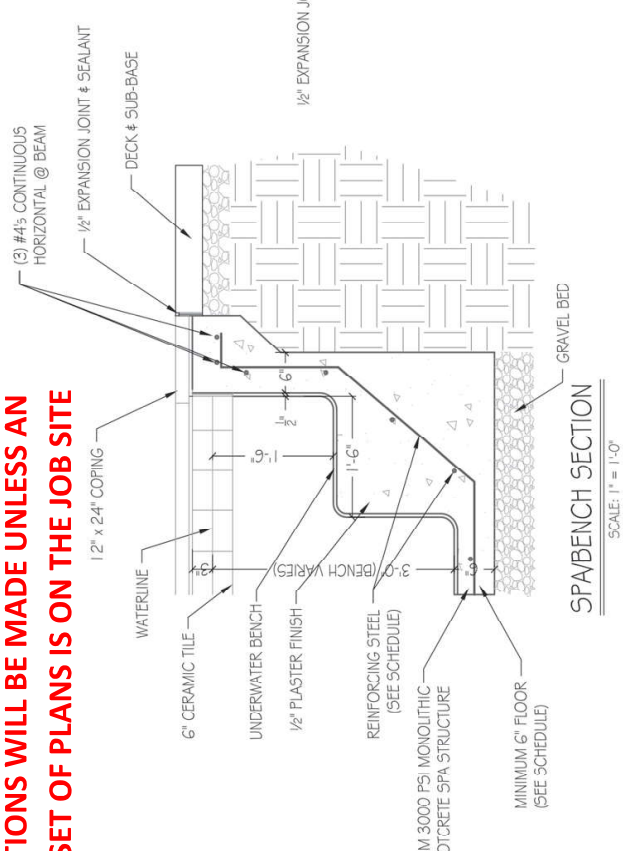 TIONS WILL BE MADE UNLESS AN
SET OF PLANS IS ON THE JOB SITE
(3) #4's CONTINUOUS
HORIZONTAL @ BEAM
½" EXPANSION JOINT & SEALANT
DECK & SUB-BASE
½" EXPANSION JO
12" x 24" COPING
WATERLINE
6" CERAMIC TILE
UNDERWATER BENCH
½" PLASTER FINISH
REINFORCING STEEL
(SEE SCHEDULE)
M 3000 PSI MONOLITHIC
OTCRETE SPA STRUCTURE
MINIMUM 6" FLOOR
(SEE SCHEDULE)
3"
1'-6"
½"
6"
1'-6"
3'-0" (BENCH VARIES)
6"
GRAVEL BED
SPA/BENCH SECTION
SCALE: 1" = 1'-0"